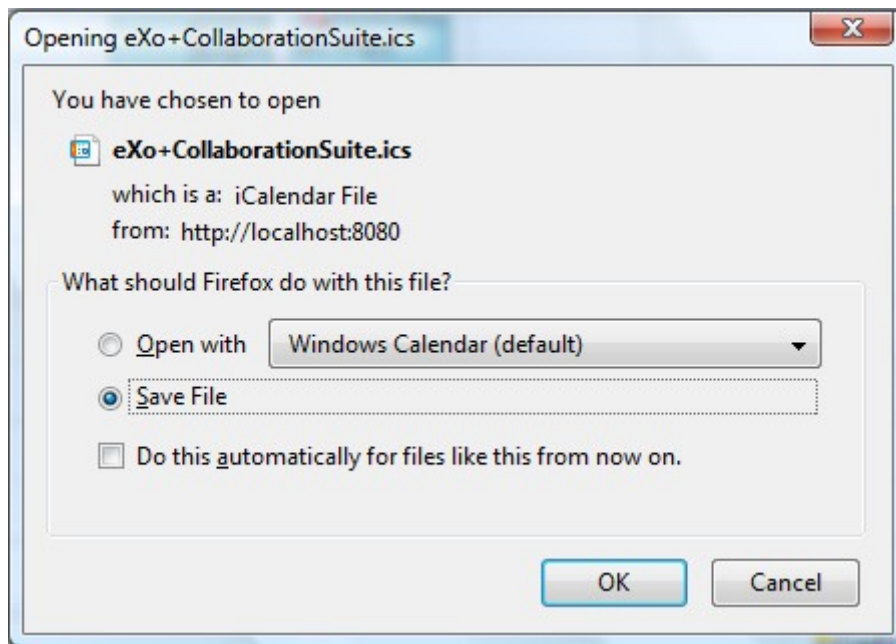 Opening eXo+CollaborationSuite.ics
You have chosen to open
eXo+CollaborationSuite.ics
which is a: iCalendar File
from: http://localhost:8080
What should Firefox do with this file?
Open with Windows Calendar (default)
Save File
Do this automatically for files like this from now on.
OK Cancel